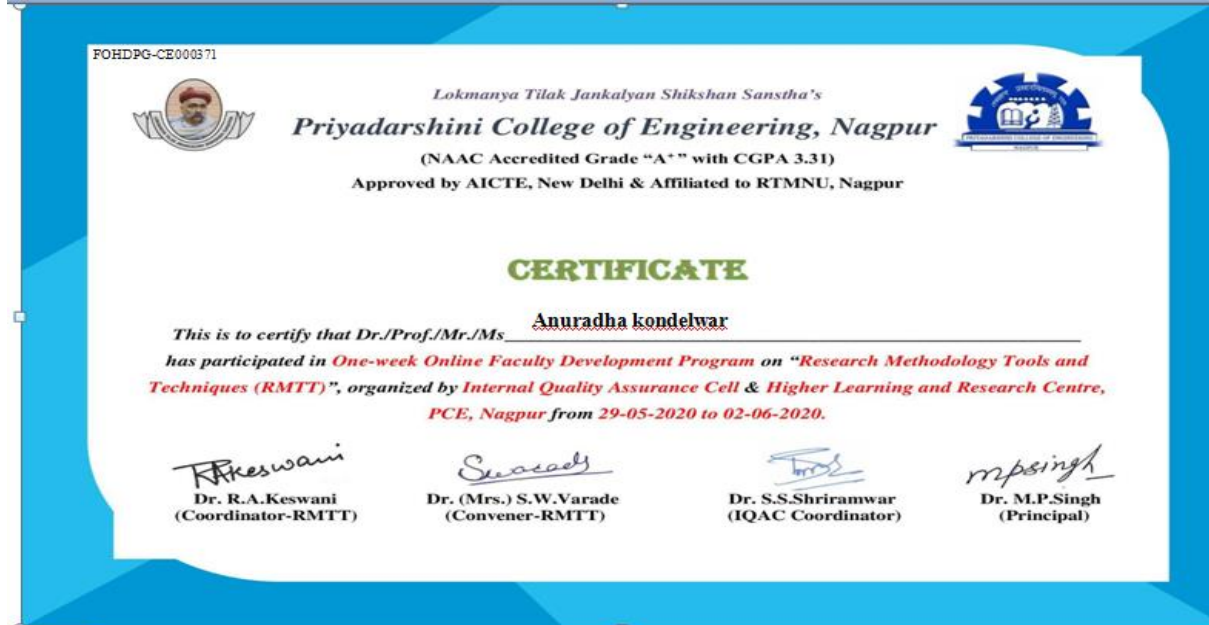 FOHDPG-CE000371
Lokmanya Tilak Jankalyan Shikshan Sanstha's
Priyadarshini College of Engineering, Nagpur
(NAAC Accredited Grade “A+” with CGPA 3.31)
Approved by AICTE, New Delhi & Affiliated to RTMNU, Nagpur
PRIYADARSHINI COLLEGE OF ENGINEERING
NAGPUR
CERTIFICATE
Anuradha kondelwar
This is to certify that Dr./Prof./Mr./Ms
has participated in One-week Online Faculty Development Program on “Research Methodology Tools and
Techniques (RMTT)”, organized by Internal Quality Assurance Cell & Higher Learning and Research Centre,
PCE, Nagpur from 29-05-2020 to 02-06-2020.
RAKeswani
mpsingh
Dr. R.A.Keswani
Dr. (Mrs.) S.W.Varade
Dr. S.S.Shriramwar
Dr. M.P.Singh
(Coordinator-RMTT)
(Convener-RMTT)
(IQAC Coordinator)
(Principal)